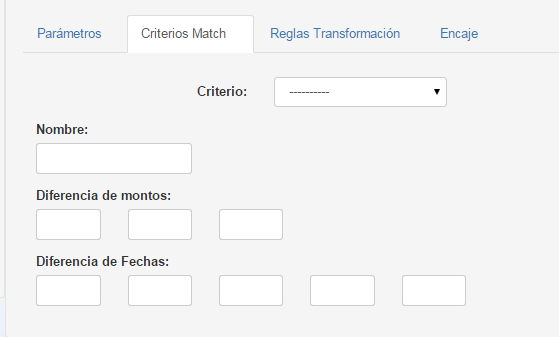 Parámetros Criterios Match Reglas Transformación Encaje
Criterio: ----------
Nombre:
Diferencia de montos:
Diferencia de Fechas: